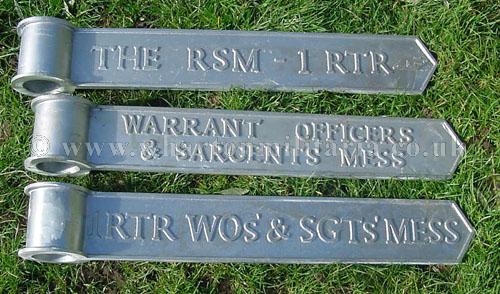 THE RSM - 1 RTR
WARRANT OFFICERS
& SARGENTS MESS
1RTR WOS' & SGTS' MESS